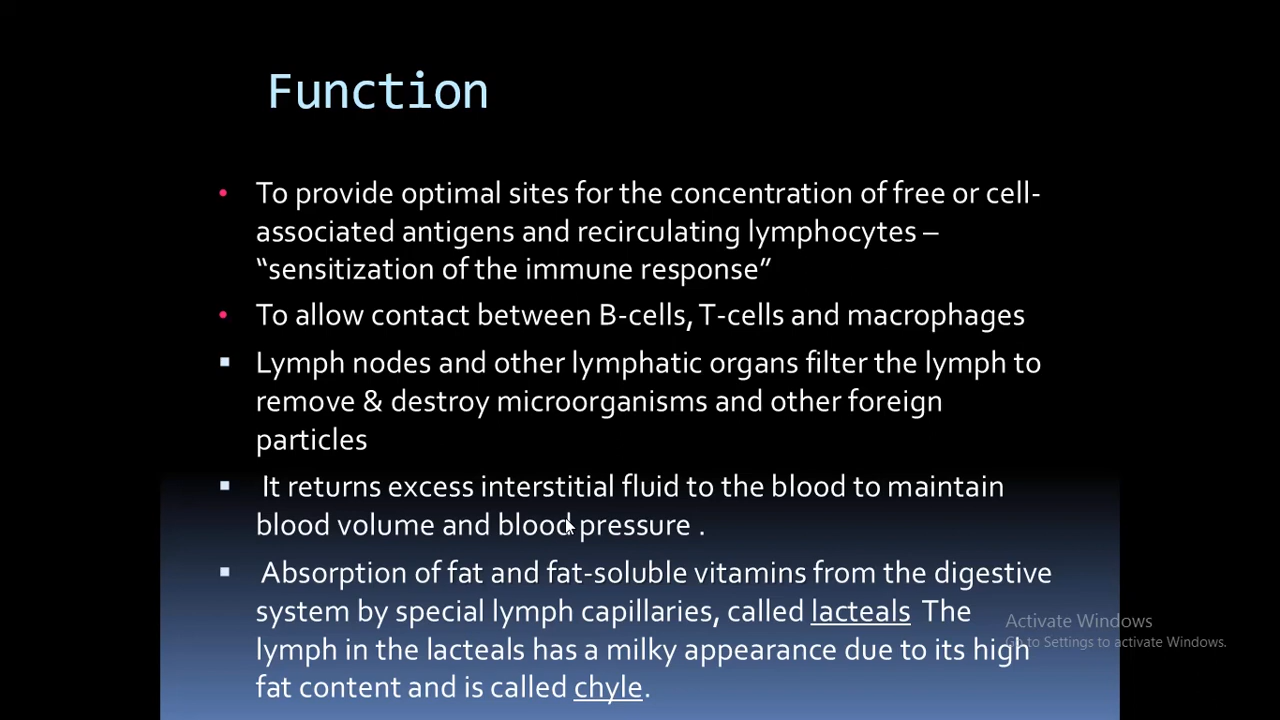 Function
• To provide optimal sites for the concentration of free or cell-
associated antigens and recirculating lymphocytes –
“sensitization of the immune response”
• To allow contact between B-cells, T-cells and macrophages
▪ Lymph nodes and other lymphatic organs filter the lymph to
remove & destroy microorganisms and other foreign
particles
▪ It returns excess interstitial fluid to the blood to maintain
blood volume and blood pressure .
▪ Absorption of fat and fat-soluble vitamins from the digestive
system by special lymph capillaries, called lacteals The
lymph in the lacteals has a milky appearance due to its high
fat content and is called chyle.
Activate Windows
Go to Settings to activate Windows.